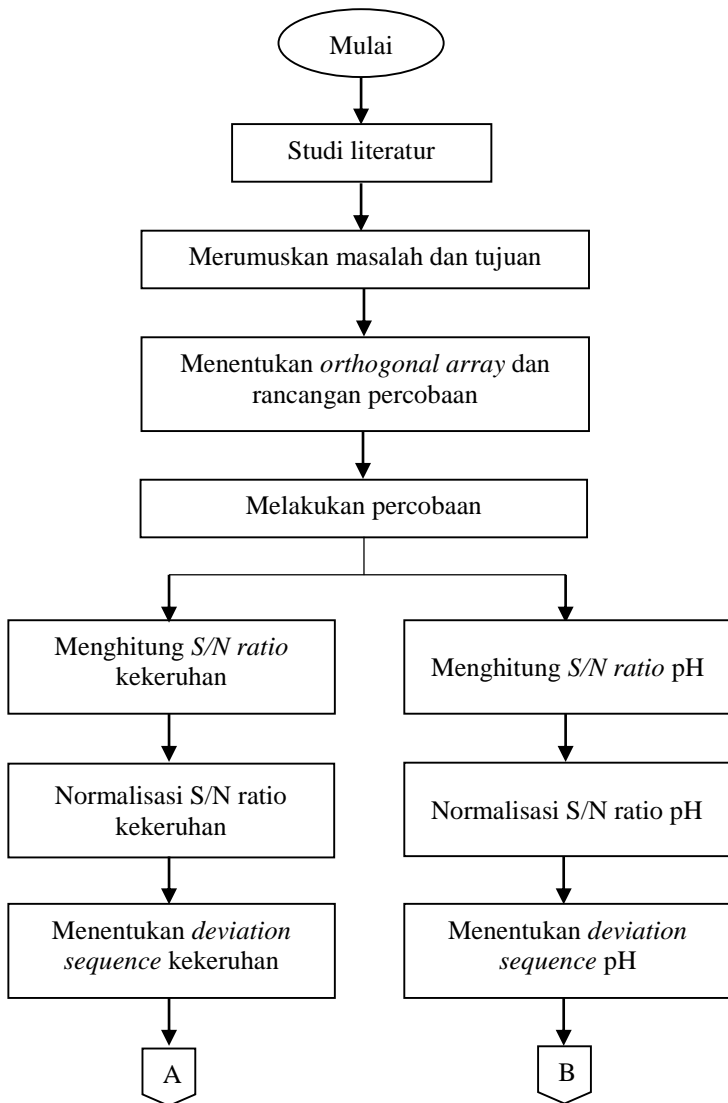 Mulai
Studi literatur
Merumuskan masalah dan tujuan
Menentukan orthogonal array dan
rancangan percobaan
Melakukan percobaan
Menghitung S/N ratio
kekeruhan
Menghitung S/N ratio pH
Normalisasi S/N ratio
kekeruhan
Normalisasi S/N ratio pH
Menentukan deviation
sequence kekeruhan
Menentukan deviation
sequence pH
A
B